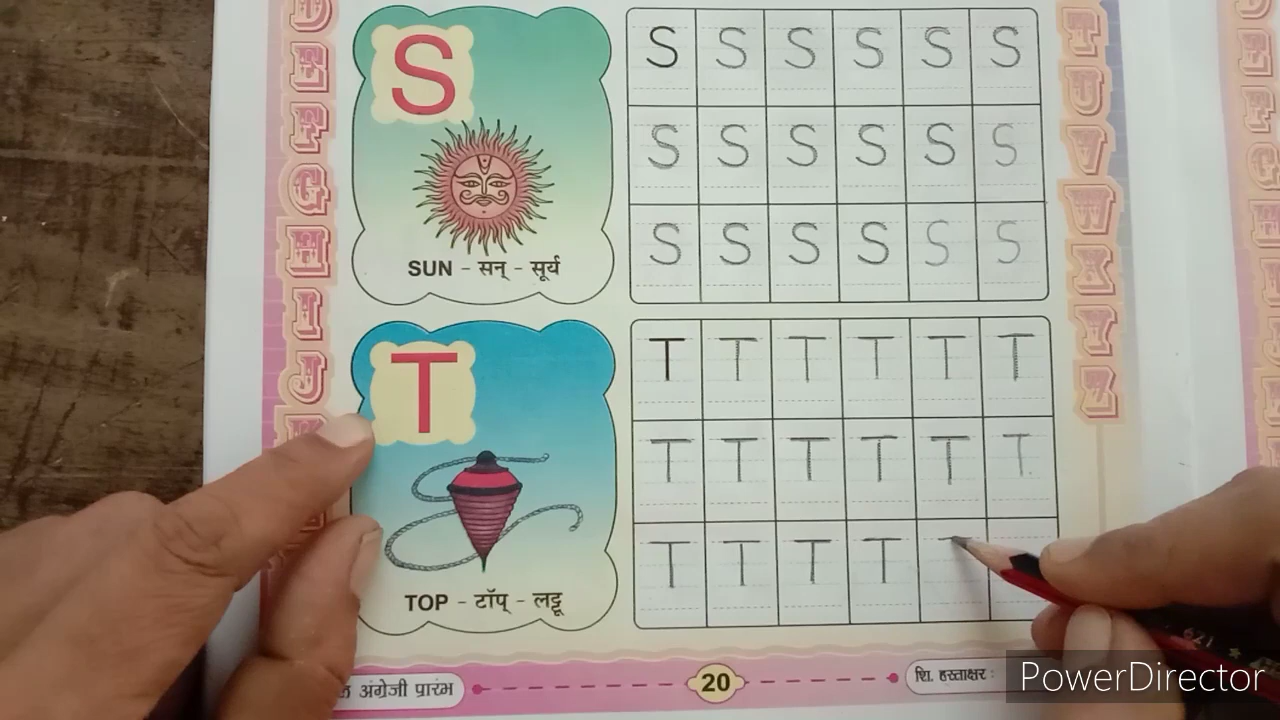 D E F G H I J K
S
SUN - सन् - सूर्य
S S S S S S
S S S S S S
S S S S S S
T
TOP - टॉप् - लट्टू
T T T T T T
T T T T T T
T T T T
T U V W X Y Z
अंग्रेजी प्रारंभ
20
शि. हस्ताक्षर :
PowerDirector